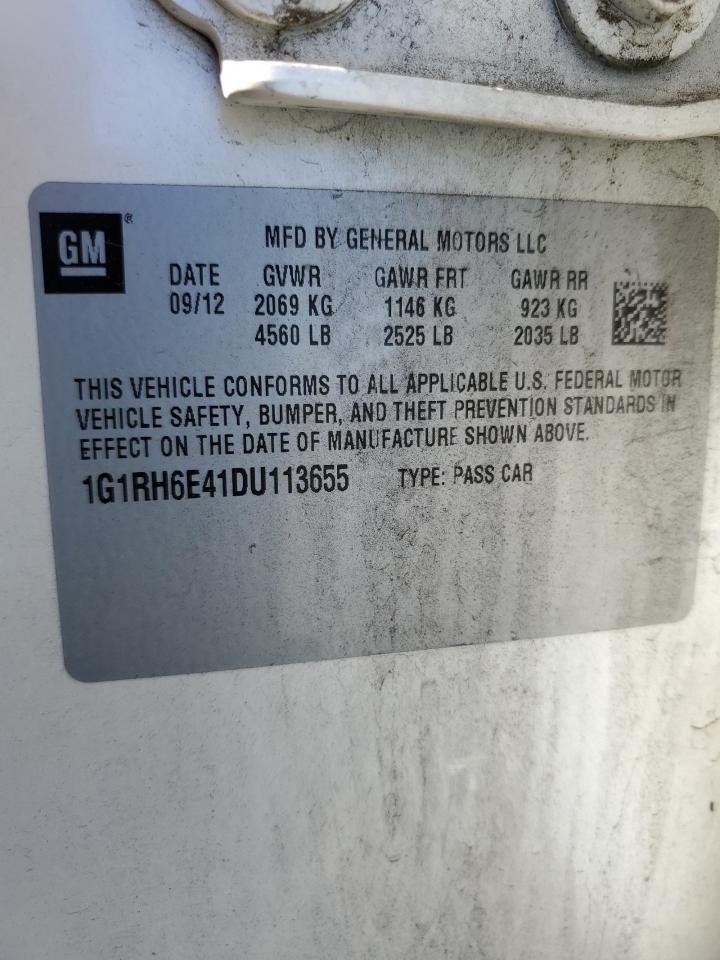 GM®
MFD BY GENERAL MOTORS LLC
DATE GVWR GAWR FRT GAWR RR
09/12 2069 KG 1146 KG 923 KG
4560 LB 2525 LB 2035 LB
THIS VEHICLE CONFORMS TO ALL APPLICABLE U.S. FEDERAL MOTOR
VEHICLE SAFETY, BUMPER, AND THEFT PREVENTION STANDARDS IN
EFFECT ON THE DATE OF MANUFACTURE SHOWN ABOVE.
1G1RH6E41DU113655 TYPE: PASS CAR